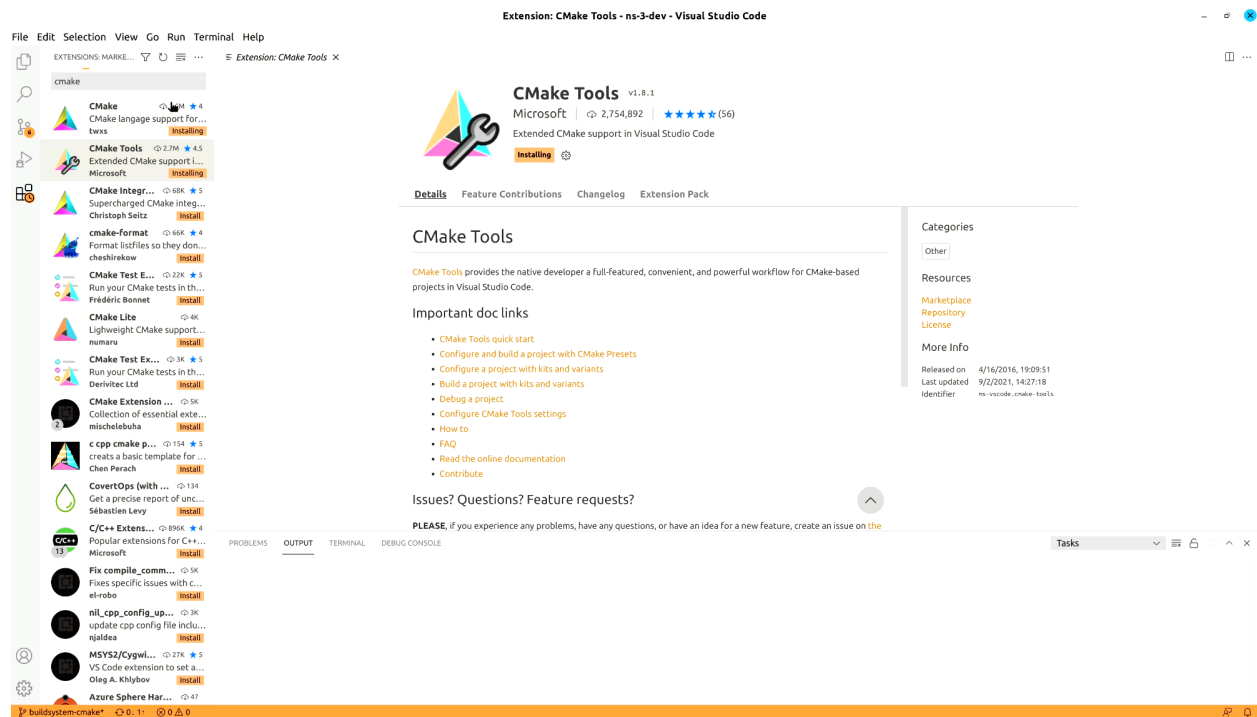 Extension: CMake Tools - ns-3-dev - Visual Studio Code
File Edit Selection View Go Run Terminal Help
EXTENSIONS: MARKE...
Extension: CMake Tools
cmake
CMake 4
CMake langage support for...
twxs Installing
CMake Tools 2.7M 4.5
Extended CMake support i...
Microsoft Installing
CMake Integr... 68K 5
Supercharged CMake integ...
Christoph Seitz Install
cmake-format 66K 4
Format listfiles so they don...
cheshirekow Install
CMake Test E... 22K 5
Run your CMake tests in th...
Frédéric Bonnet Install
CMake Lite 4K
Lighweight CMake support...
numaru Install
CMake Test Ex... 3K 5
Run your CMake tests in th...
Derivitec Ltd Install
CMake Extension ... 5K
Collection of essential exte...
2 mischelebuha Install
c cpp cmake p... 154 5
creats a basic template for ...
Chen Perach Install
CovertOps (with ... 134
Get a precise report of unc...
Sébastien Levy Install
C/C++ Extens... 896K 4
C/C++ Popular extensions for C++...
13 Microsoft Install
Fix compile_comm... 5K
Fixes specific issues with c...
el-robo Install
nil_cpp_config_up... 3K
update cpp config file inclu...
njaldea Install
MSYS2/Cygwi... 27K 5
VS Code extension to set a...
Oleg A. Khlybov Install
Azure Sphere Har... 47
6
CMake Tools v1.8.1
Microsoft 2,754,892 (56)
Extended CMake support in Visual Studio Code
Installing
Details Feature Contributions Changelog Extension Pack
CMake Tools
CMake Tools provides the native developer a full-featured, convenient, and powerful workflow for CMake-based
projects in Visual Studio Code.
Important doc links
• CMake Tools quick start
• Configure and build a project with CMake Presets
• Configure a project with kits and variants
• Build a project with kits and variants
• Debug a project
• Configure CMake Tools settings
• How to
• FAQ
• Read the online documentation
• Contribute
Issues? Questions? Feature requests?
PLEASE, if you experience any problems, have any questions, or have an idea for a new feature, create an issue on the
Categories
Other
Resources
Marketplace
Repository
License
More Info
Released on 4/16/2016, 19:09:51
Last updated 9/2/2021, 14:27:18
Identifier ms-vscode.cmake-tools
PROBLEMS OUTPUT TERMINAL DEBUG CONSOLE Tasks
buildsystem-cmake* 0↓ 1↑ 0 0